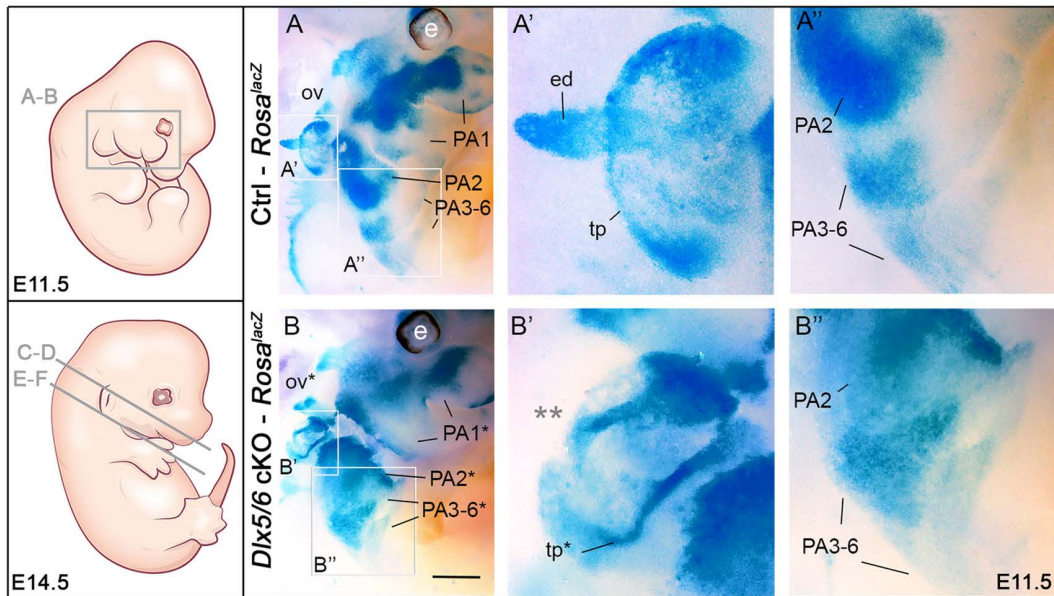 A-B
E11.5
C-D
E-F
E14.5
Ctrl - Rosa^lacZ
A
e
ov
PA1
A'
PA2
PA3-6
A''
A'
ed
tp
A''
PA2
PA3-6
Dlx5/6 cKO - Rosa^lacZ
B
e
ov*
PA1*
B'
PA2*
PA3-6*
B''
B'
**
tp*
B''
PA2
PA3-6
E11.5